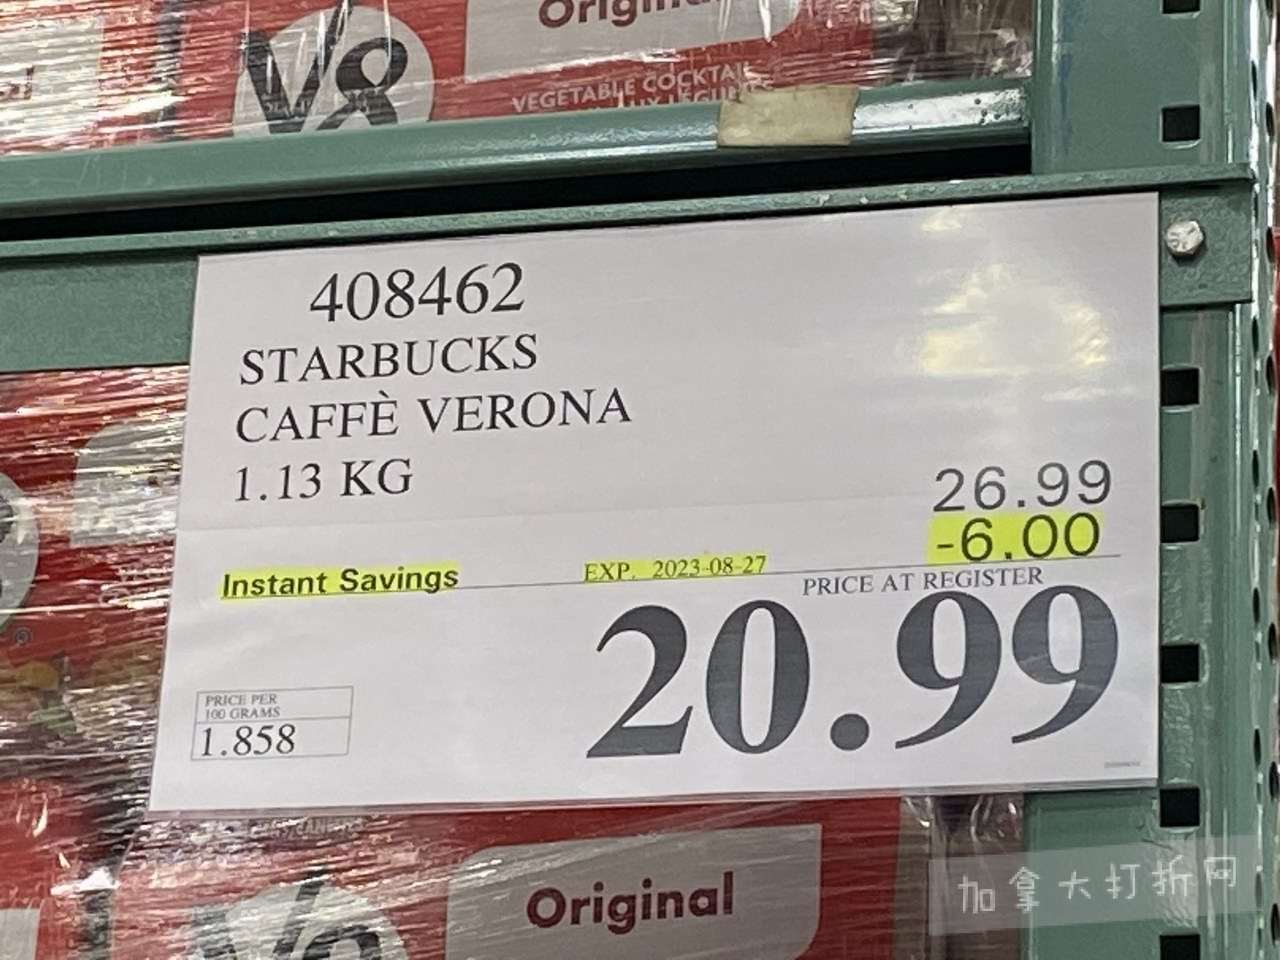 V8
Original
VEGETABLE COCKTAIL
408462
STARBUCKS
CAFFÈ VERONA
1.13 KG
26.99
-6.00
Instant Savings
EXP. 2023-08-27
PRICE AT REGISTER
20.99
PRICE PER
100 GRAMS
1.858
Original
加拿大打折网